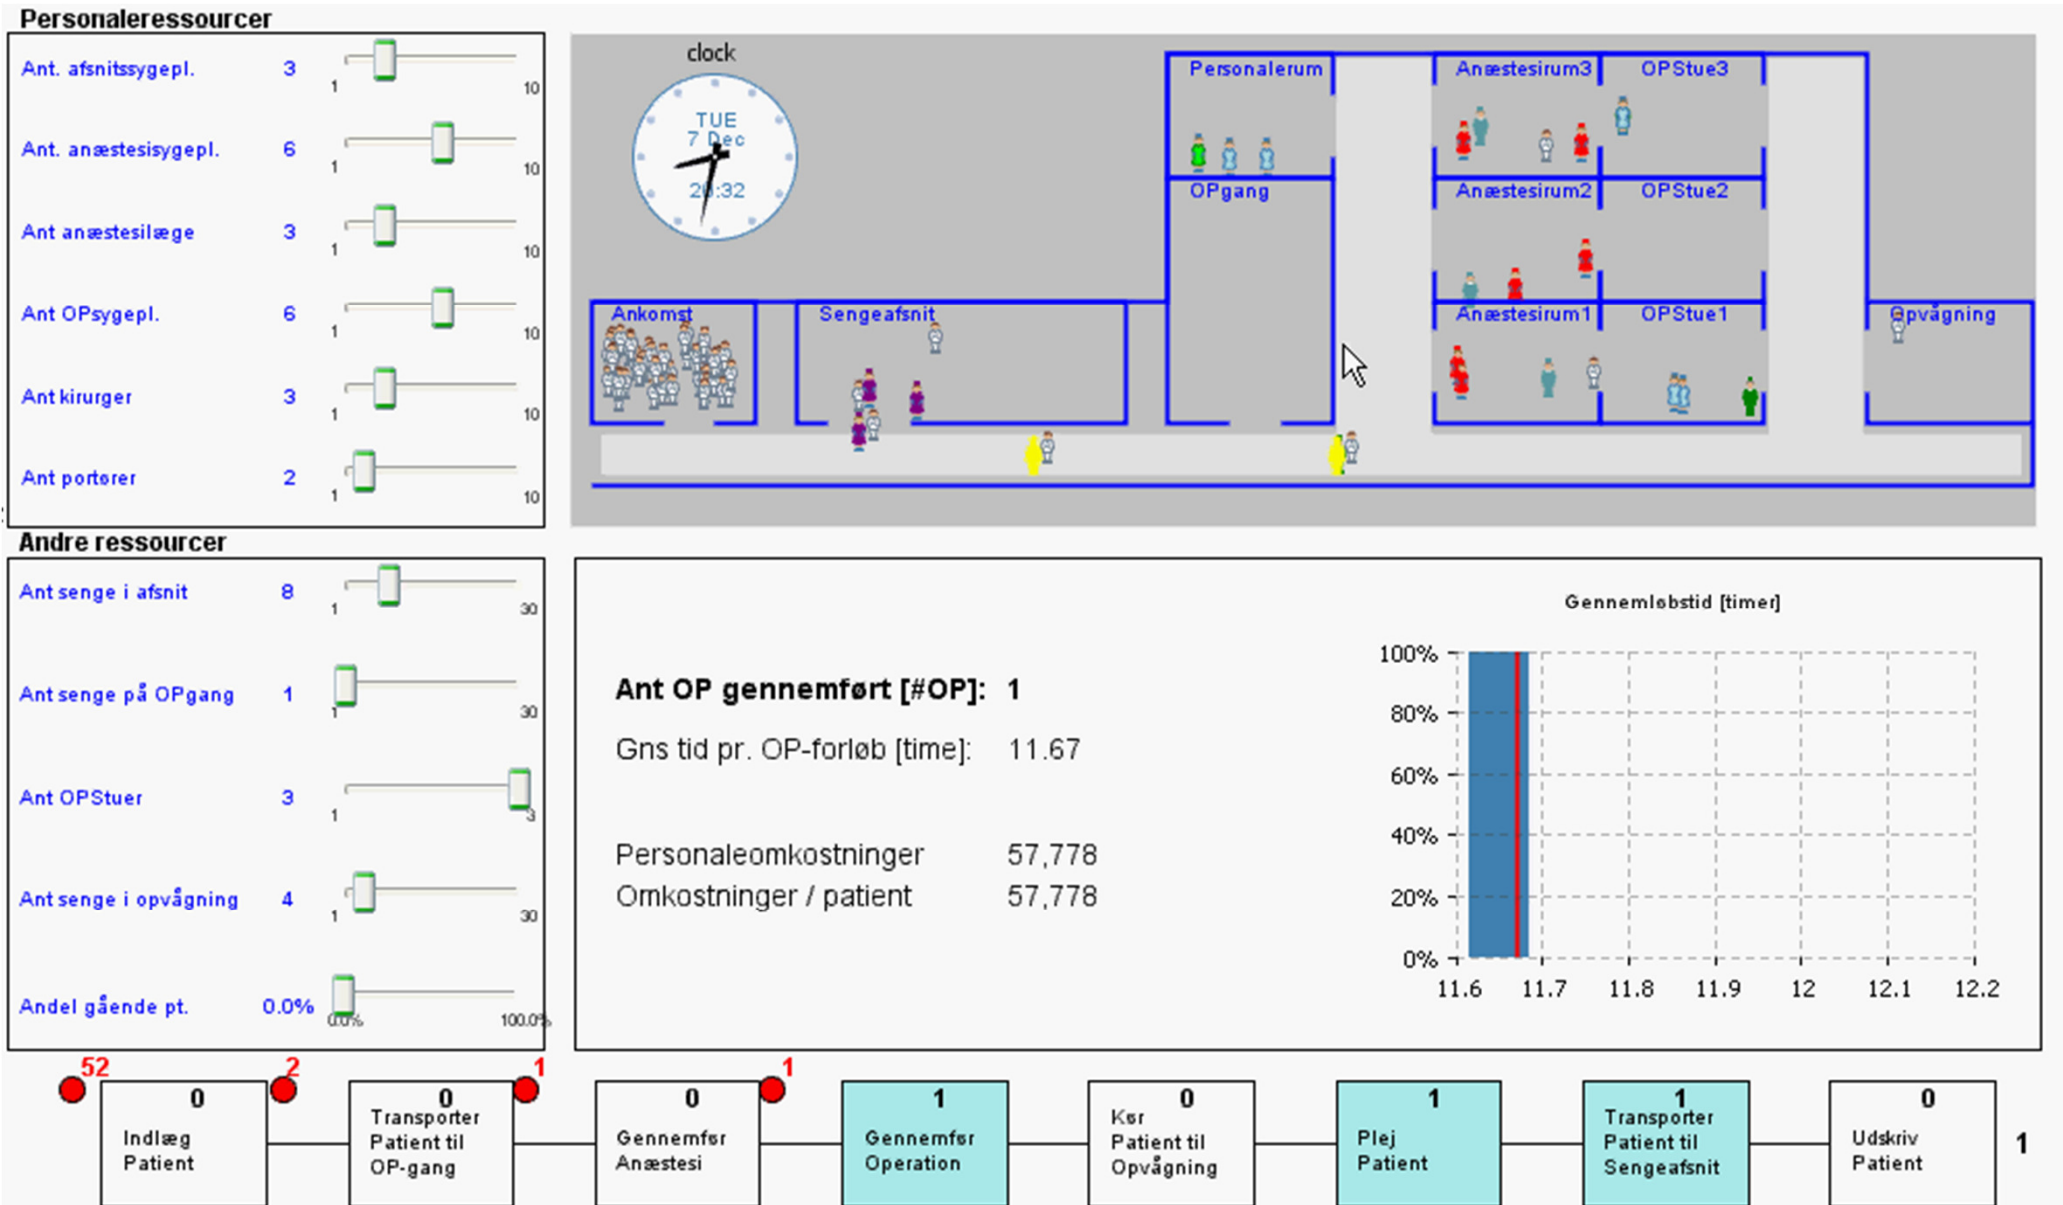 Personaleressourcer
Ant. afsnitssygepl.
3
1
10
Ant. anæstesisygepl.
6
1
10
Ant anæstesilæge
3
1
10
Ant OPsygepl.
6
1
10
Ant kirurger
3
1
10
Ant portører
2
1
10
clock
TUE
7 Dec
20:32
Personalerum
Anæstesirum3
OPStue3
OPgang
Anæstesirum2
OPStue2
Ankomst
Sengeafsnit
Anæstesirum1
OPStue1
Opvågning
Andre ressourcer
Ant senge i afsnit
8
1
30
Ant senge på OPgang
1
1
30
Ant OPStuer
3
1
3
Ant senge i opvågning
4
1
30
Andel gående pt.
0.0%
0.0%
100.0%
Ant OP gennemført [#OP]: 1
Gns tid pr. OP-forløb [time]: 11.67
Personaleomkostninger 57,778
Omkostninger / patient 57,778
Gennemløbstid [timer]
100%
80%
60%
40%
20%
0%
11.6 11.7 11.8 11.9 12 12.1 12.2
52
0
Indlæg
Patient
2
0
Transporter
Patient til
OP-gang
1
0
Gennemfør
Anæstesi
1
1
Gennemfør
Operation
0
Kør
Patient til
Opvågning
1
Plej
Patient
1
Transporter
Patient til
Sengeafsnit
0
Udskriv
Patient
1